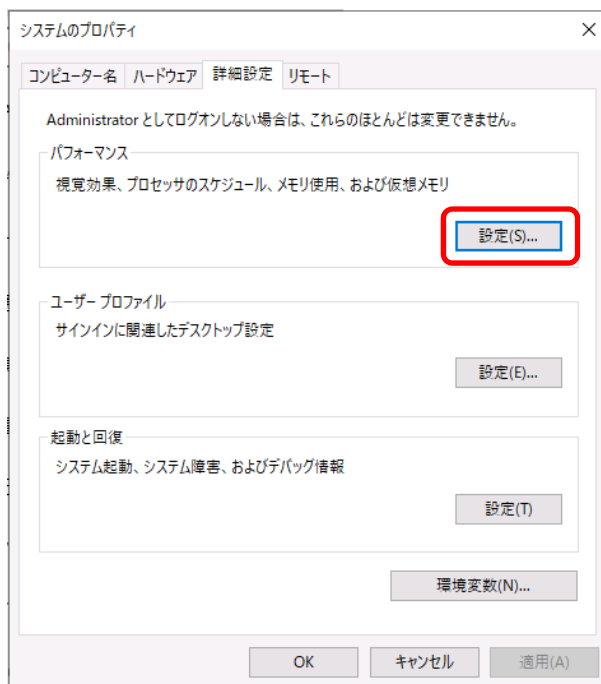 システムのプロパティ
コンピューター名 ハードウェア 詳細設定 リモート
Administrator としてログオンしない場合は、これらのほとんどは変更できません。
パフォーマンス
視覚効果、プロセッサのスケジュール、メモリ使用、および仮想メモリ
設定(S)...
ユーザー プロファイル
サインインに関連したデスクトップ設定
設定(E)...
起動と回復
システム起動、システム障害、およびデバッグ情報
設定(T)
環境変数(N)...
OK キャンセル 適用(A)